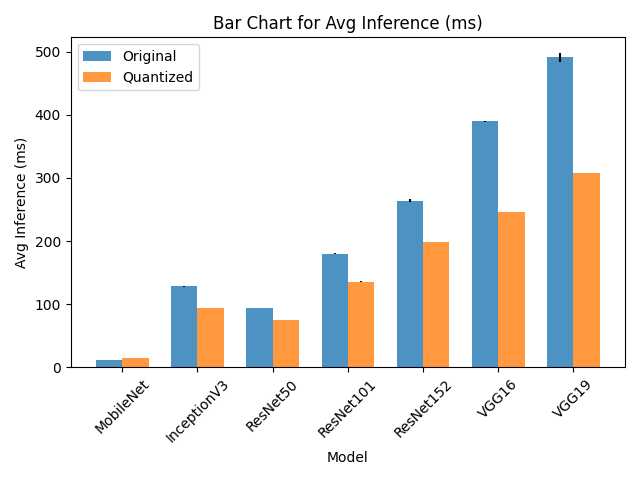 Bar Chart for Avg Inference (ms)
Original
Quantized
Avg Inference (ms)
500
400
300
200
100
0
MobileNet
InceptionV3
ResNet50
ResNet101
ResNet152
VGG16
VGG19
Model